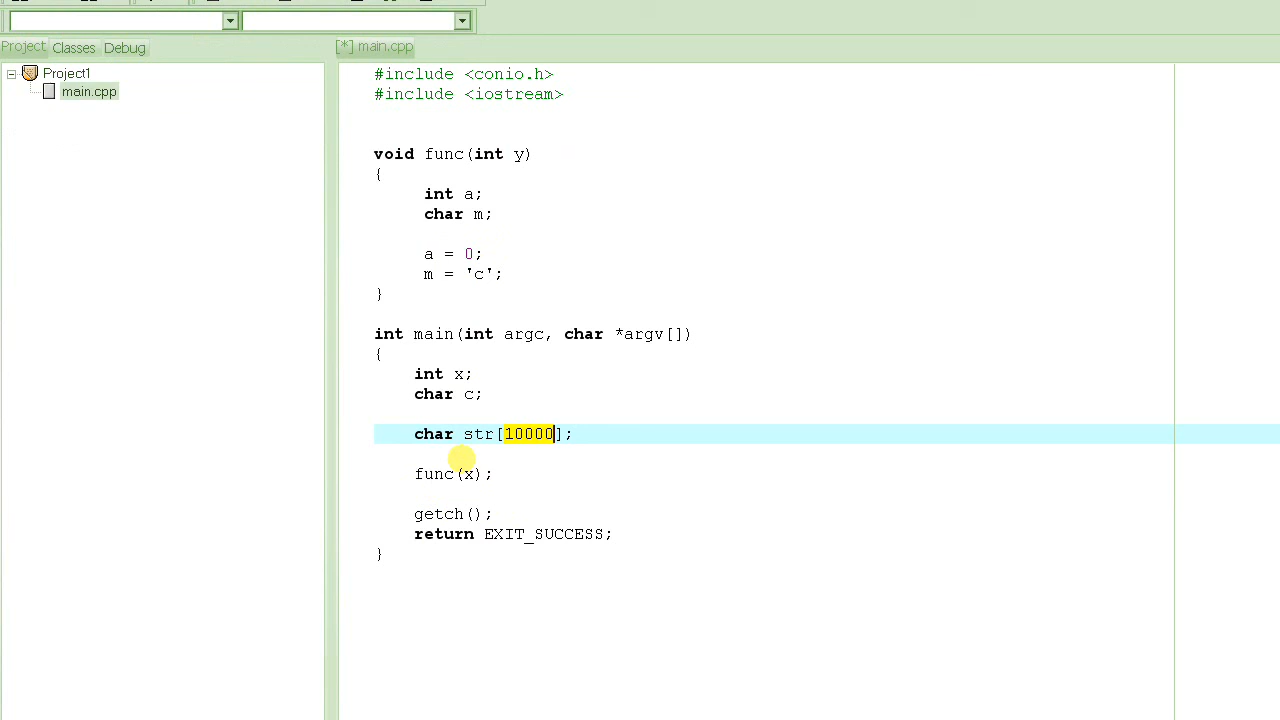 Project Classes Debug
[*] main.cpp
Project1
main.cpp
#include <conio.h>
#include <iostream>
void func(int y)
{
int a;
char m;
a = 0;
m = 'c';
}
int main(int argc, char *argv[])
{
int x;
char c;
char str[10000];
func(x);
getch();
return EXIT_SUCCESS;
}